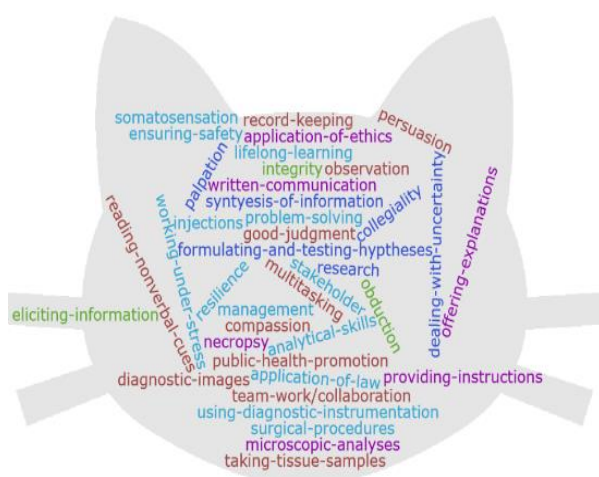 somatosensation
record-keeping
persuasion
ensuring-safety
application-of-ethics
lifelong-learning
palpation
integrity
observation
written-communication
syntyesis-of-information
injections
problem-solving
collegiality
good-judgment
formulating-and-testing-hyptheses
dealing-with-uncertainty
offering-explanations
reading-nonverbal-cues
working-under-stress
resilience
multitasking
stakeholder
research
obduction
eliciting-information
management
compassion
analytical-skills
necropsy
public-health-promotion
diagnostic-images
application-of-law
providing-instructions
team-work/collaboration
using-diagnostic-instrumentation
surgical-procedures
microscopic-analyses
taking-tissue-samples